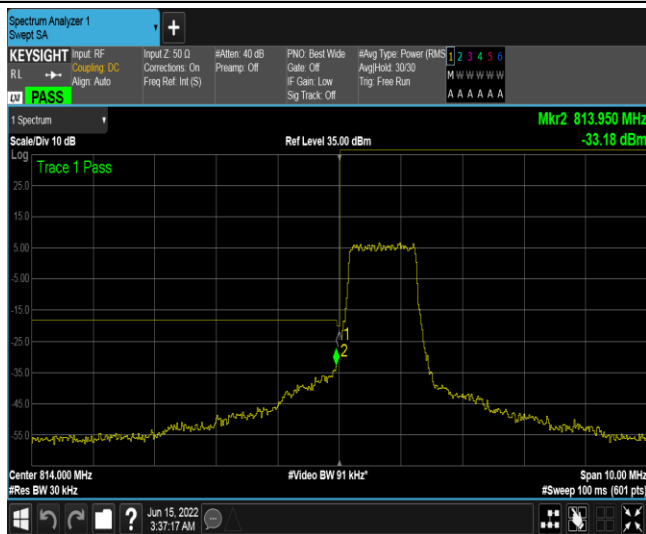 Spectrum Analyzer 1
Swept SA
+
KEYSIGHT Input: RF Input Z: 50 Ω #Atten: 40 dB PNO: Best Wide #Avg Type: Power (RMS 1 2 3 4 5 6
RL Coupling: DC Corrections: On Preamp: Off Gate: Off Avg|Hold: 30/30 M W W W W W
Align: Auto Freq Ref: Int (S) IF Gain: Low Trig: Free Run
Sig Track: Off A A A A A A
LXI PASS
1 Spectrum Mkr2 813.950 MHz
Scale/Div 10 dB Ref Level 35.00 dBm -33.18 dBm
Log
Trace 1 Pass
25.0
15.0
5.00
-5.00
-15.0
1
-25.0
2
-35.0
-45.0
-55.0
Center 814.000 MHz #Video BW 91 kHz* Span 10.00 MHz
#Res BW 30 kHz #Sweep 100 ms (601 pts)
? Jun 15, 2022
3:37:17 AM